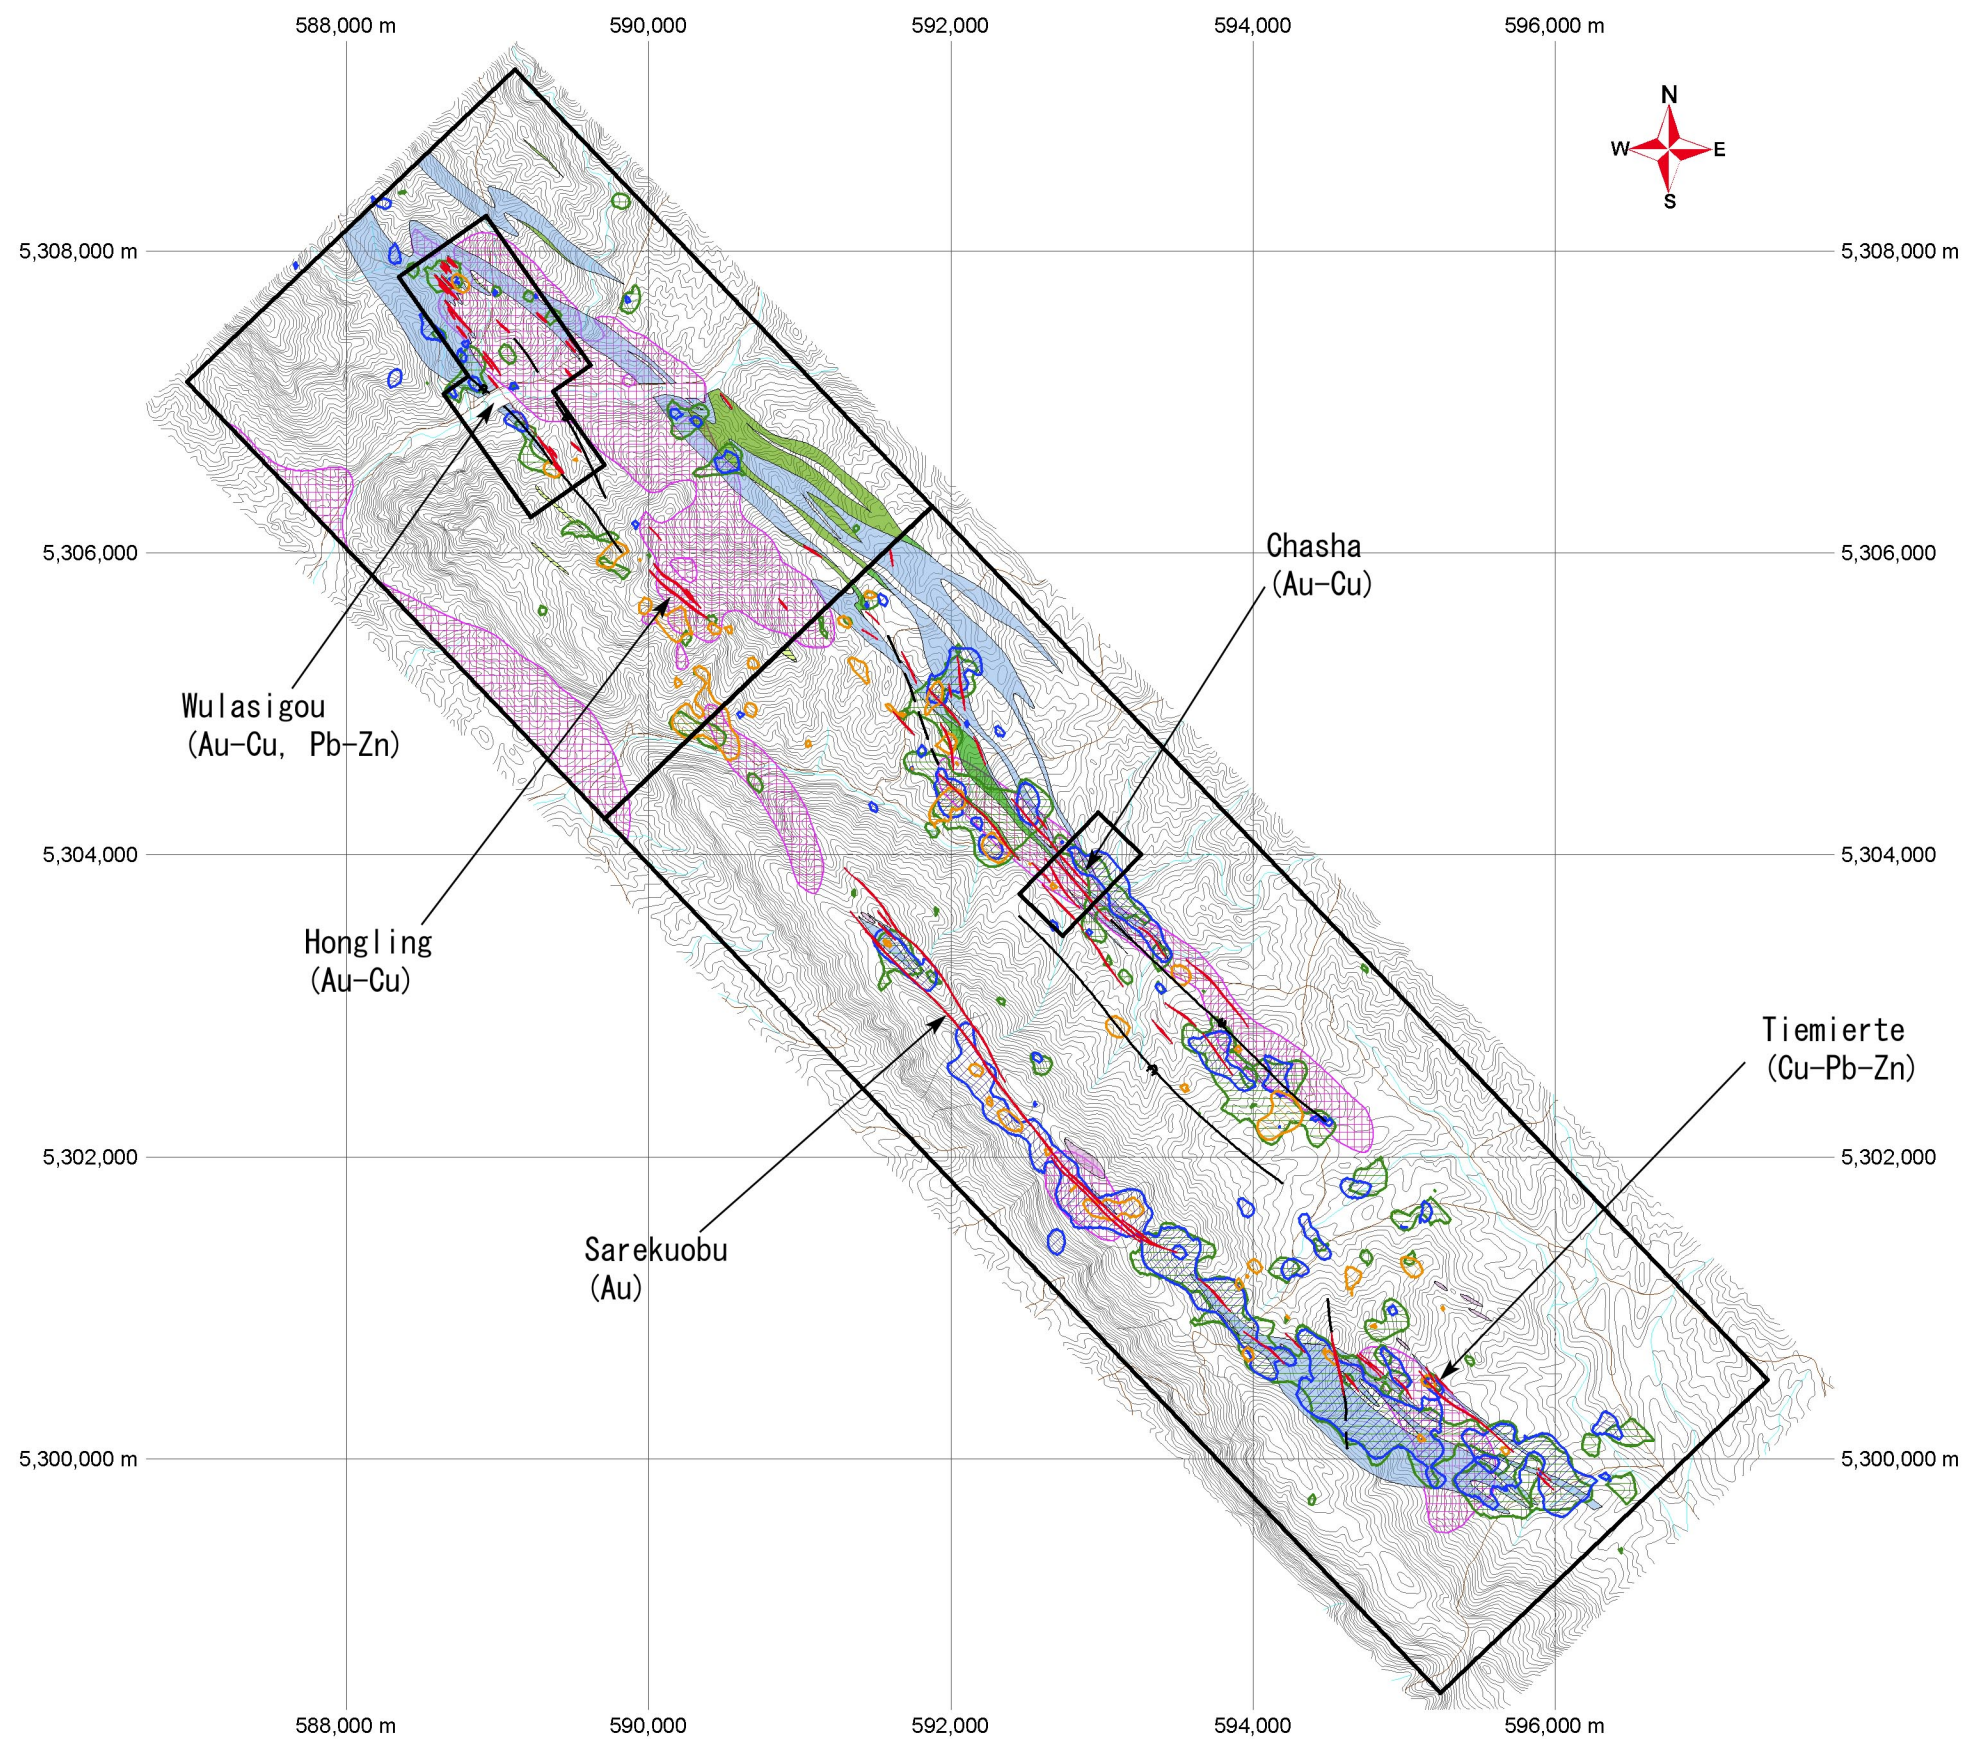 588,000 m
590,000
592,000
594,000
596,000 m
N
W
E
S
5,308,000 m
5,308,000 m
5,306,000
5,306,000
Chasha
(Au-Cu)
Wulasigou
(Au-Cu, Pb-Zn)
5,304,000
5,304,000
Hongling
(Au-Cu)
Tiemierte
(Cu-Pb-Zn)
5,302,000
5,302,000
Sarekuobu
(Au)
5,300,000 m
5,300,000 m
588,000 m
590,000
592,000
594,000
596,000 m